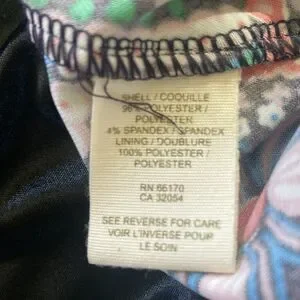 SHELL / COQUILLE
96% POLYESTER /
POLYESTER
4% SPANDEX / SPANDEX
LINING / DOUBLURE
100% POLYESTER /
POLYESTER
RN 66170
CA 32054
SEE REVERSE FOR CARE
VOIR L'INVERSE POUR
LE SOIN